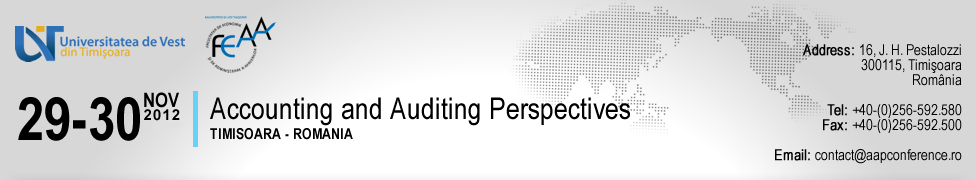 UVT Universitatea de Vest
din Timişoara
FEAA
29-30 NOV
2012
Accounting and Auditing Perspectives
TIMISOARA - ROMANIA
Address: 16, J. H. Pestalozzi
300115, Timişoara
România
Tel: +40-(0)256-592.580
Fax: +40-(0)256-592.500
Email: contact@aapconference.org